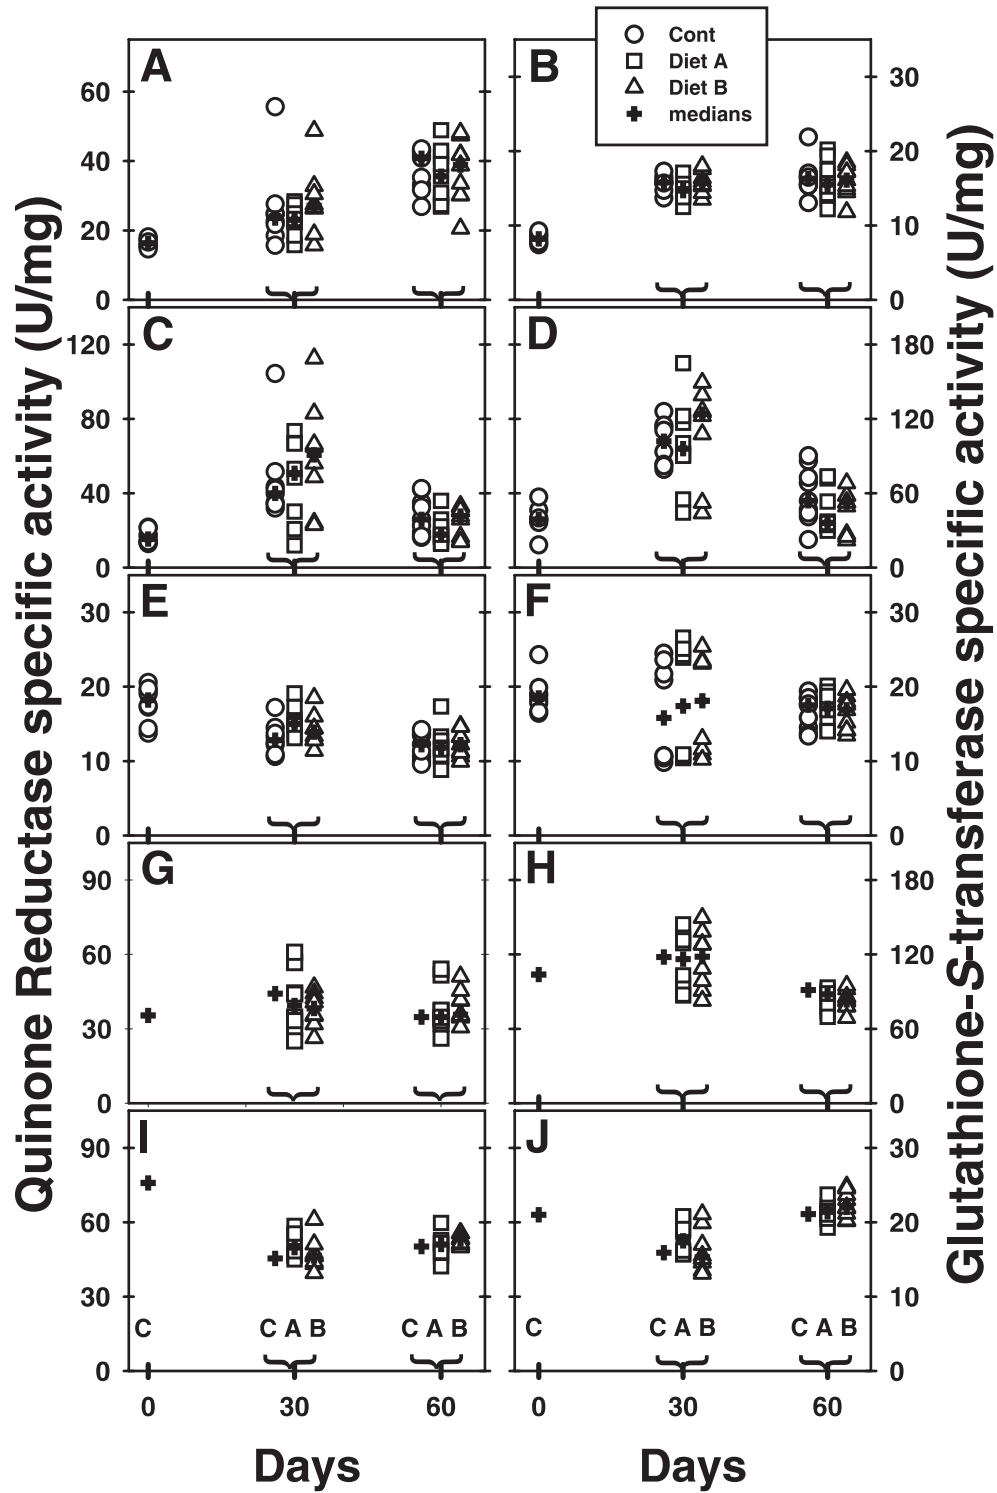 Cont
Diet A
Diet B
medians
Quinone Reductase specific activity (U/mg)
Glutathione-S-transferase specific activity (U/mg)
A
60
40
20
0
B
30
20
10
0
C
120
80
40
0
D
180
120
60
0
E
30
20
10
0
F
30
20
10
0
G
90
60
30
0
H
180
120
60
0
I
90
60
30
0
C C A B C A B
J
30
20
10
0
C C A B C A B
0 30 60
0 30 60
Days
Days